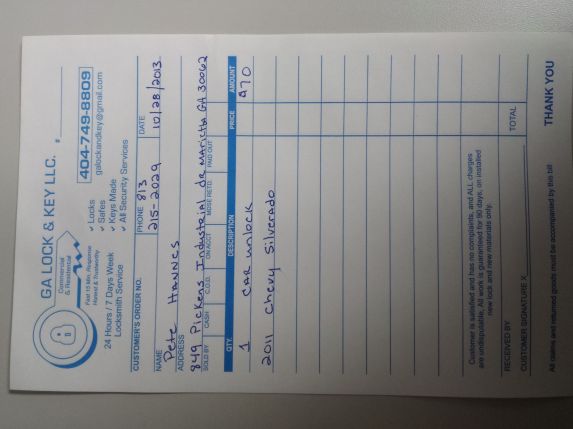 GA LOCK & KEY LLC.
#
Commercial
& Residential
Fast 15 Min. Response
Honest & Trustworthy
24 Hours / 7 Days Week
Locksmith Service
✓ Locks
✓ Safes
✓ Keys Made
✓ All Security Services
404-749-8809
galockandkey@gmail.com
CUSTOMER'S ORDER NO.
PHONE 813
215-2029
DATE
10/28/2013
NAME
Pete HANNES
ADDRESS
849 Pickens Industrial dr Marietta GA 30062
SOLD BY CASH C.O.D. ON ACCT. MDSE RETD. PAID OUT
QTY. DESCRIPTION PRICE AMOUNT
1 CAR unlock $70
2011 Chevy Silverado
Customer is satisfied and has no complaints, and ALL charges
are undisputable. All work is guaranteed for 90 days, on installed
new lock and new materials only.
RECEIVED BY
TOTAL
CUSTOMER SIGNATURE X
All claims and returned goods must be accompanied by this bill
THANK YOU